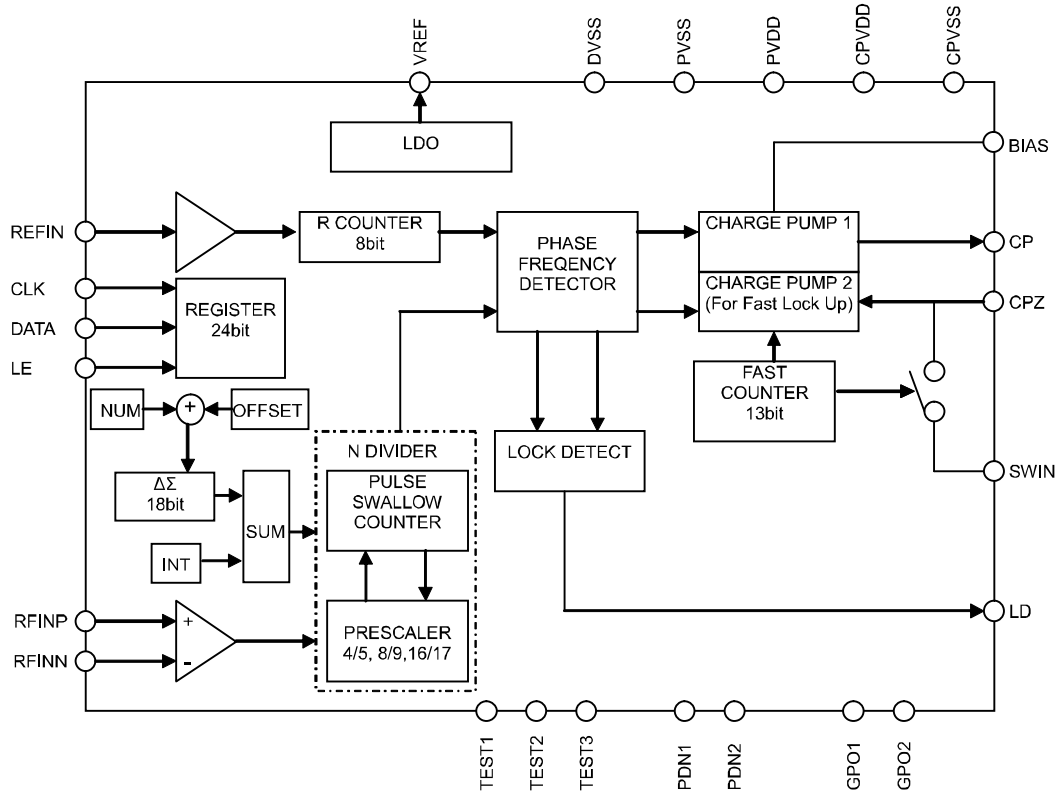 VREF
DVSS
PVSS
PVDD
CPVDD
CPVSS
LDO
BIAS
REFIN
R COUNTER
8bit
PHASE
FREQENCY
DETECTOR
CHARGE PUMP 1
CP
CLK
DATA
LE
REGISTER
24bit
CHARGE PUMP 2
(For Fast Lock Up)
CPZ
FAST
COUNTER
13bit
NUM
+
OFFSET
N DIVIDER
LOCK DETECT
ΔΣ
18bit
SUM
PULSE
SWALLOW
COUNTER
SWIN
INT
RFINP
+
RFINN
-
PRESCALER
4/5, 8/9,16/17
LD
TEST1
TEST2
TEST3
PDN1
PDN2
GPO1
GPO2